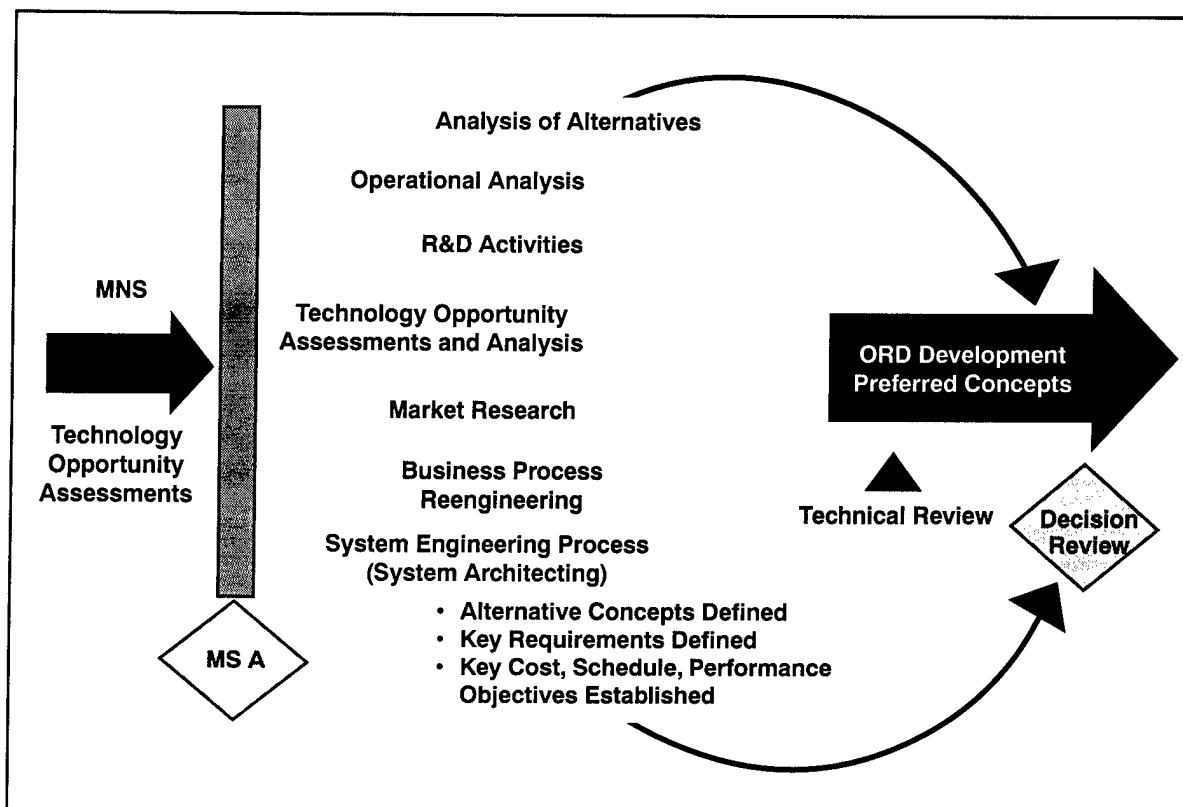 MNS
Technology
Opportunity
Assessments
MS A
Analysis of Alternatives
Operational Analysis
R&D Activities
Technology Opportunity
Assessments and Analysis
Market Research
Business Process
Reengineering
System Engineering Process
(System Architecting)
• Alternative Concepts Defined
• Key Requirements Defined
• Key Cost, Schedule, Performance
Objectives Established
ORD Development
Preferred Concepts
Technical Review
Decision
Review